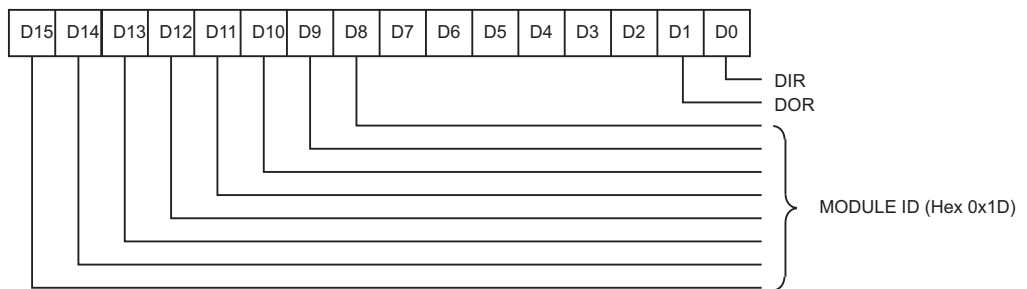 D15 D14 D13 D12 D11 D10 D9 D8 D7 D6 D5 D4 D3 D2 D1 D0
DIR
DOR
MODULE ID (Hex 0x1D)